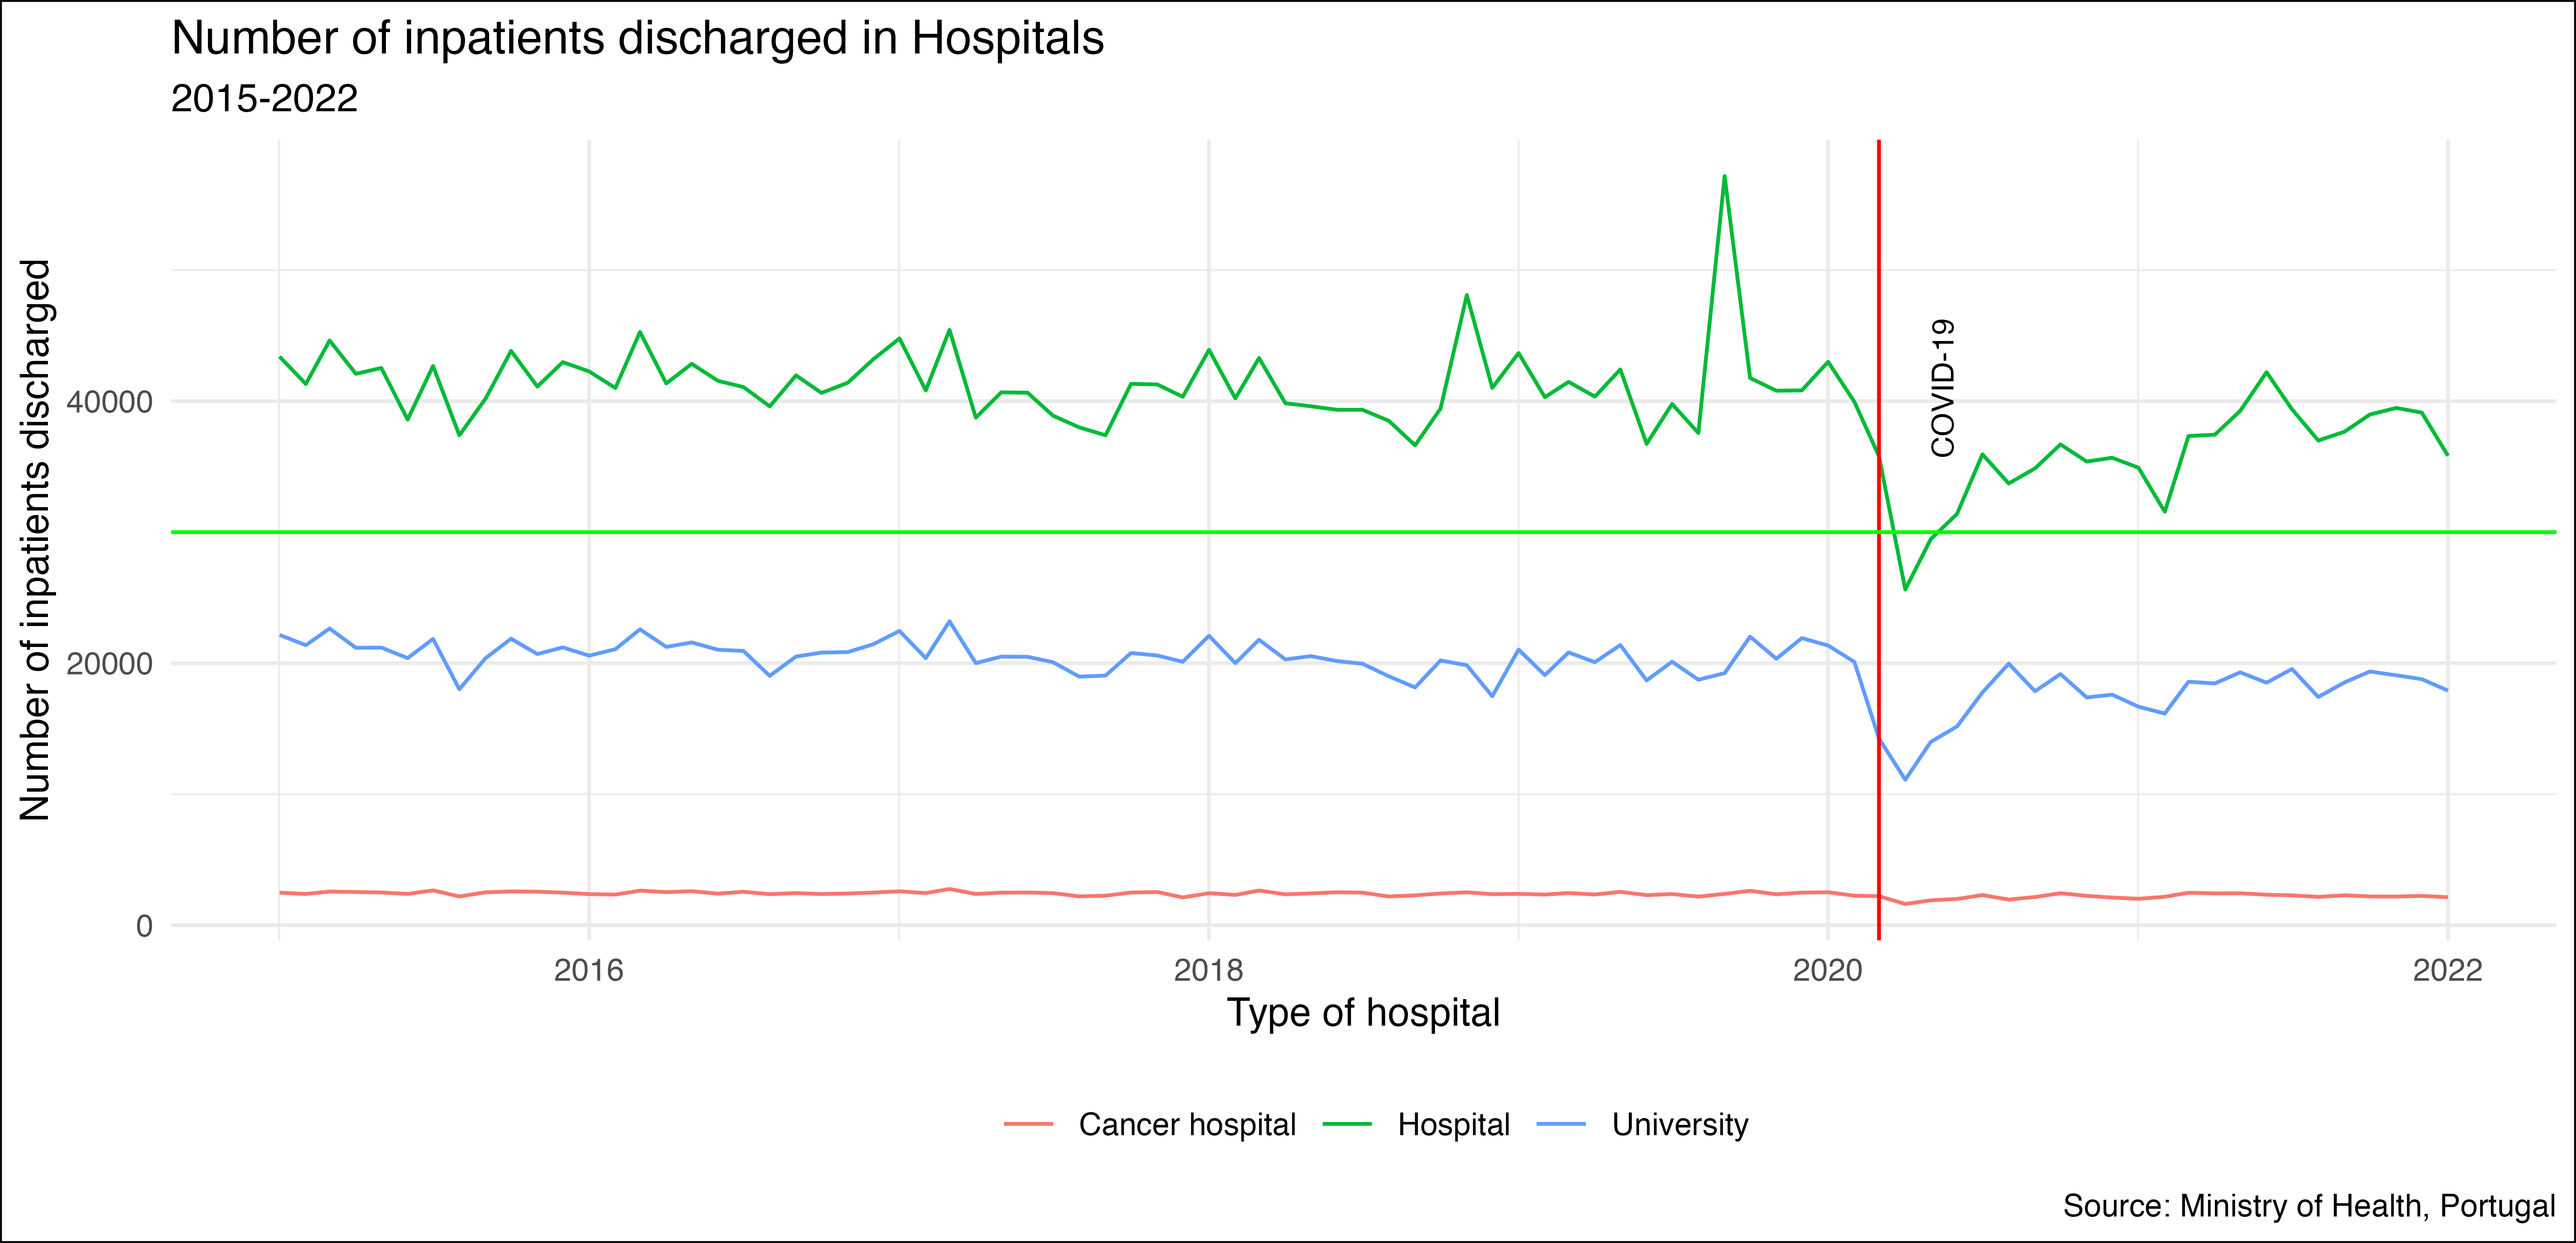 Number of inpatients discharged in Hospitals
2015-2022
Number of inpatients discharged
40000
20000
0
COVID-19
2016
2018
2020
2022
Type of hospital
Cancer hospital
Hospital
University
Source: Ministry of Health, Portugal